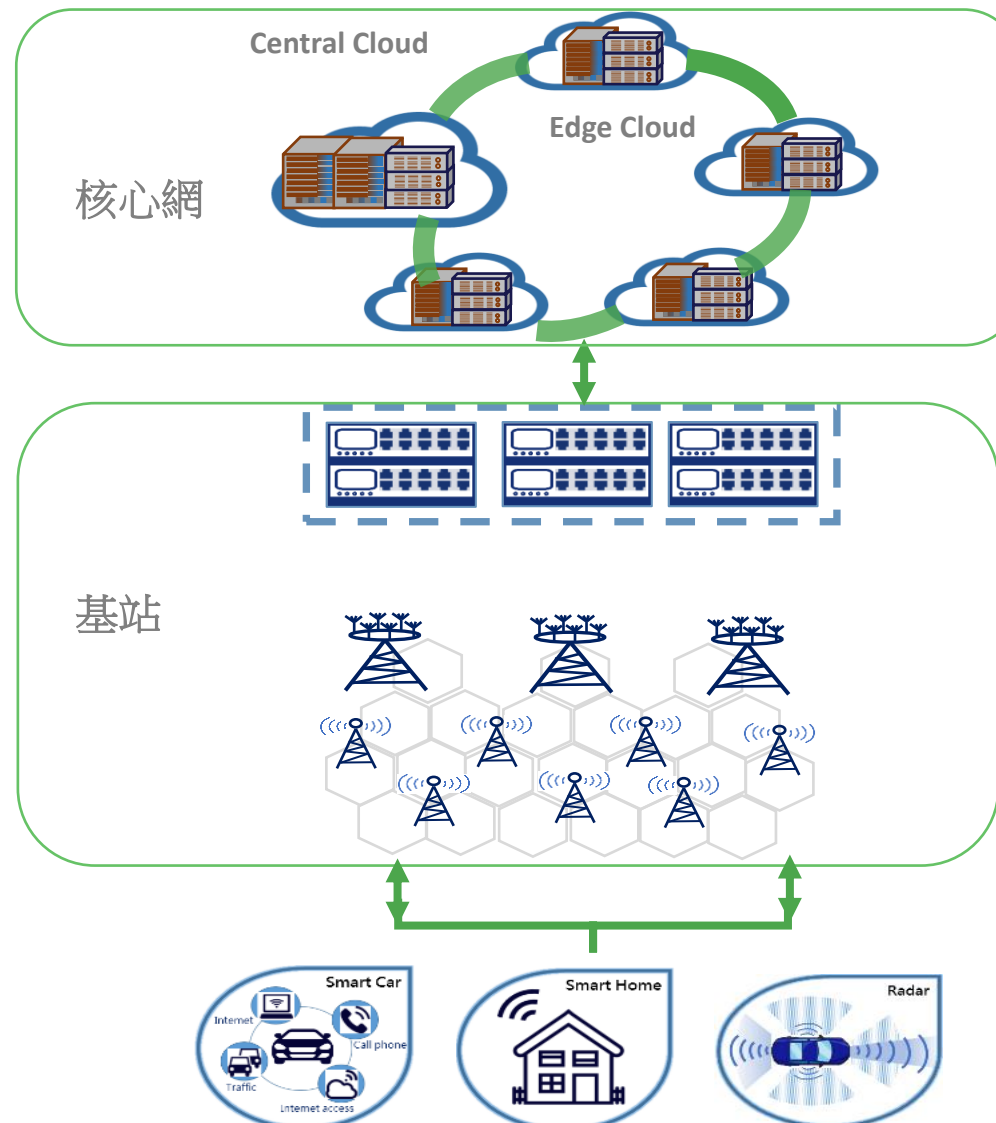 Central Cloud
Edge Cloud
核心網
基站
Smart Car
Internet
Call phone
Traffic
Internet access
Smart Home
Radar